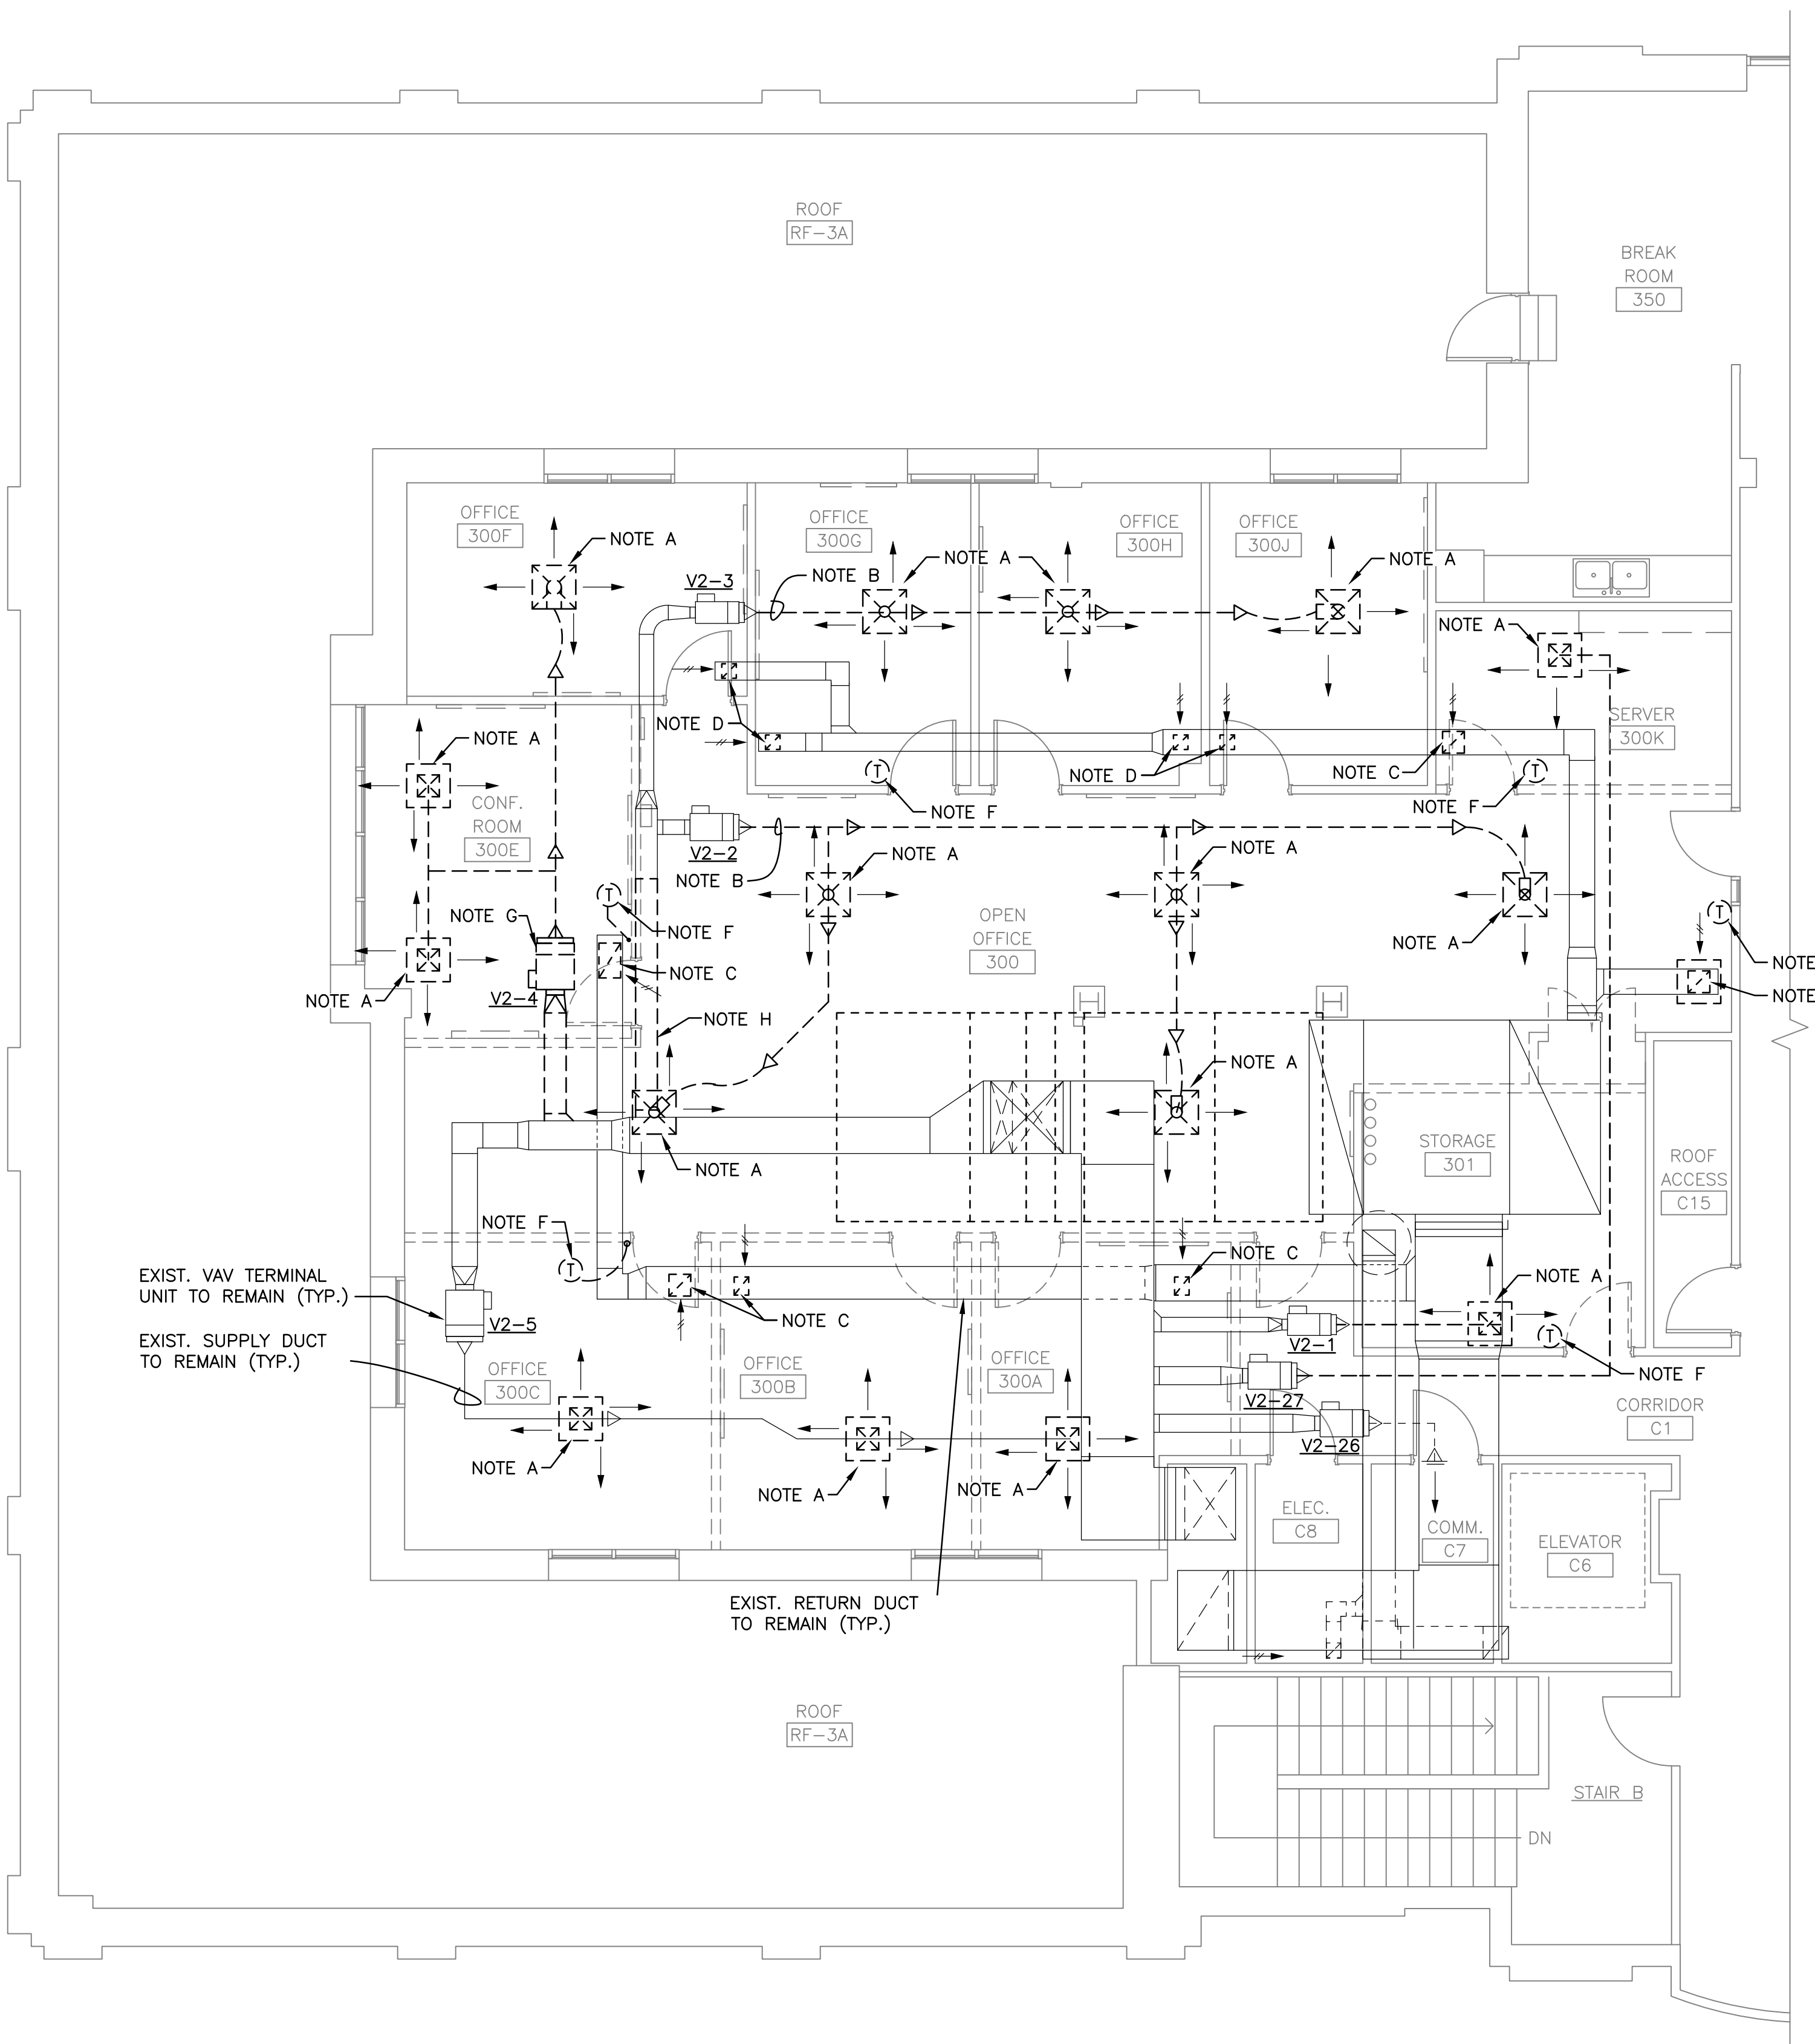 ROOF
RF-3A
BREAK
ROOM
350
OFFICE
300F
NOTE A
OFFICE
300G
NOTE A
OFFICE
300H
OFFICE
300J
NOTE A
V2-3
NOTE B
NOTE A
NOTE D
SERVER
300K
NOTE A
NOTE D
NOTE C
T
NOTE F
T
NOTE F
CONF.
ROOM
300E
V2-2
NOTE B
NOTE A
NOTE A
NOTE G
T
NOTE F
OPEN
OFFICE
300
NOTE A
T
NOTE
NOTE
NOTE C
NOTE A
V2-4
NOTE H
NOTE A
NOTE A
STORAGE
301
ROOF
ACCESS
C15
NOTE F
T
NOTE C
EXIST. VAV TERMINAL
UNIT TO REMAIN (TYP.)
NOTE A
NOTE C
V2-5
V2-1
T
NOTE F
EXIST. SUPPLY DUCT
TO REMAIN (TYP.)
OFFICE
300C
OFFICE
300B
OFFICE
300A
V2-27
CORRIDOR
C1
V2-26
NOTE A
NOTE A
NOTE A
ELEC.
C8
COMM.
C7
ELEVATOR
C6
EXIST. RETURN DUCT
TO REMAIN (TYP.)
ROOF
RF-3A
STAIR B
DN